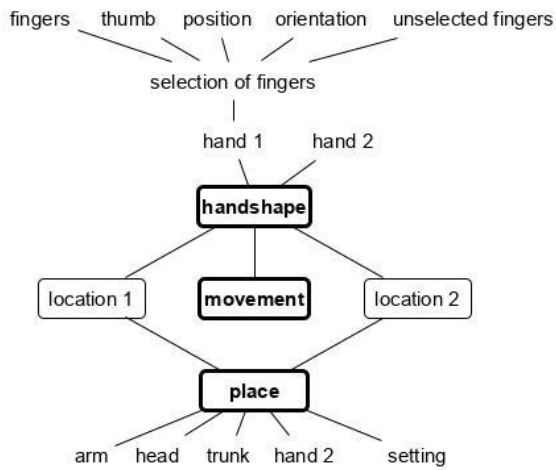 fingers thumb position orientation unselected fingers
selection of fingers
hand 1 hand 2
handshape
location 1 movement location 2
place
arm head trunk hand 2 setting